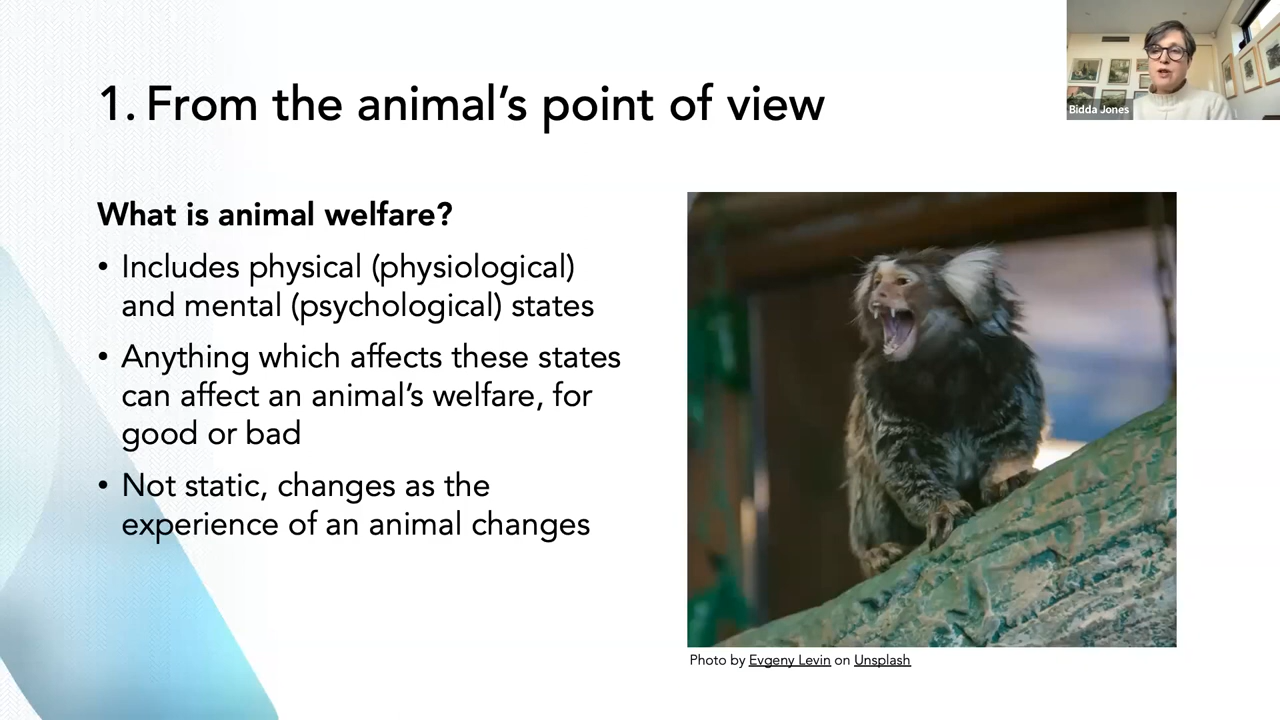 1. From the animal's point of view
Bidda Jones
What is animal welfare?
• Includes physical (physiological)
and mental (psychological) states
• Anything which affects these states
can affect an animal's welfare, for
good or bad
• Not static, changes as the
experience of an animal changes
Photo by Evgeny Levin on Unsplash